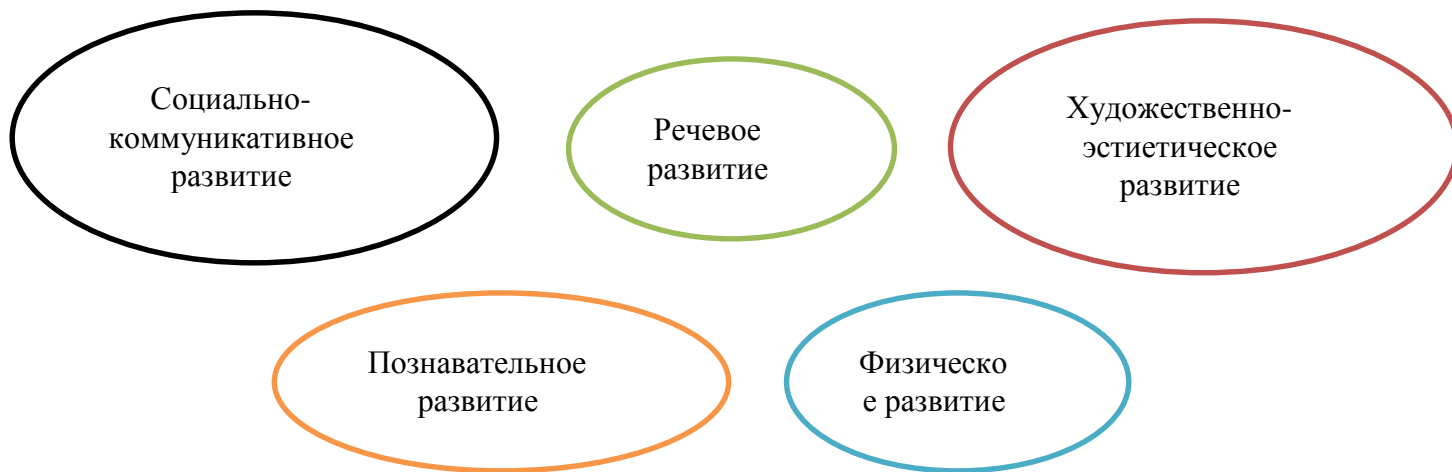 Социально-
коммуникативное
развитие
Речевое
развитие
Художественно-
эстиетическое
развитие
Познавательное
развитие
Физическо
е развитие